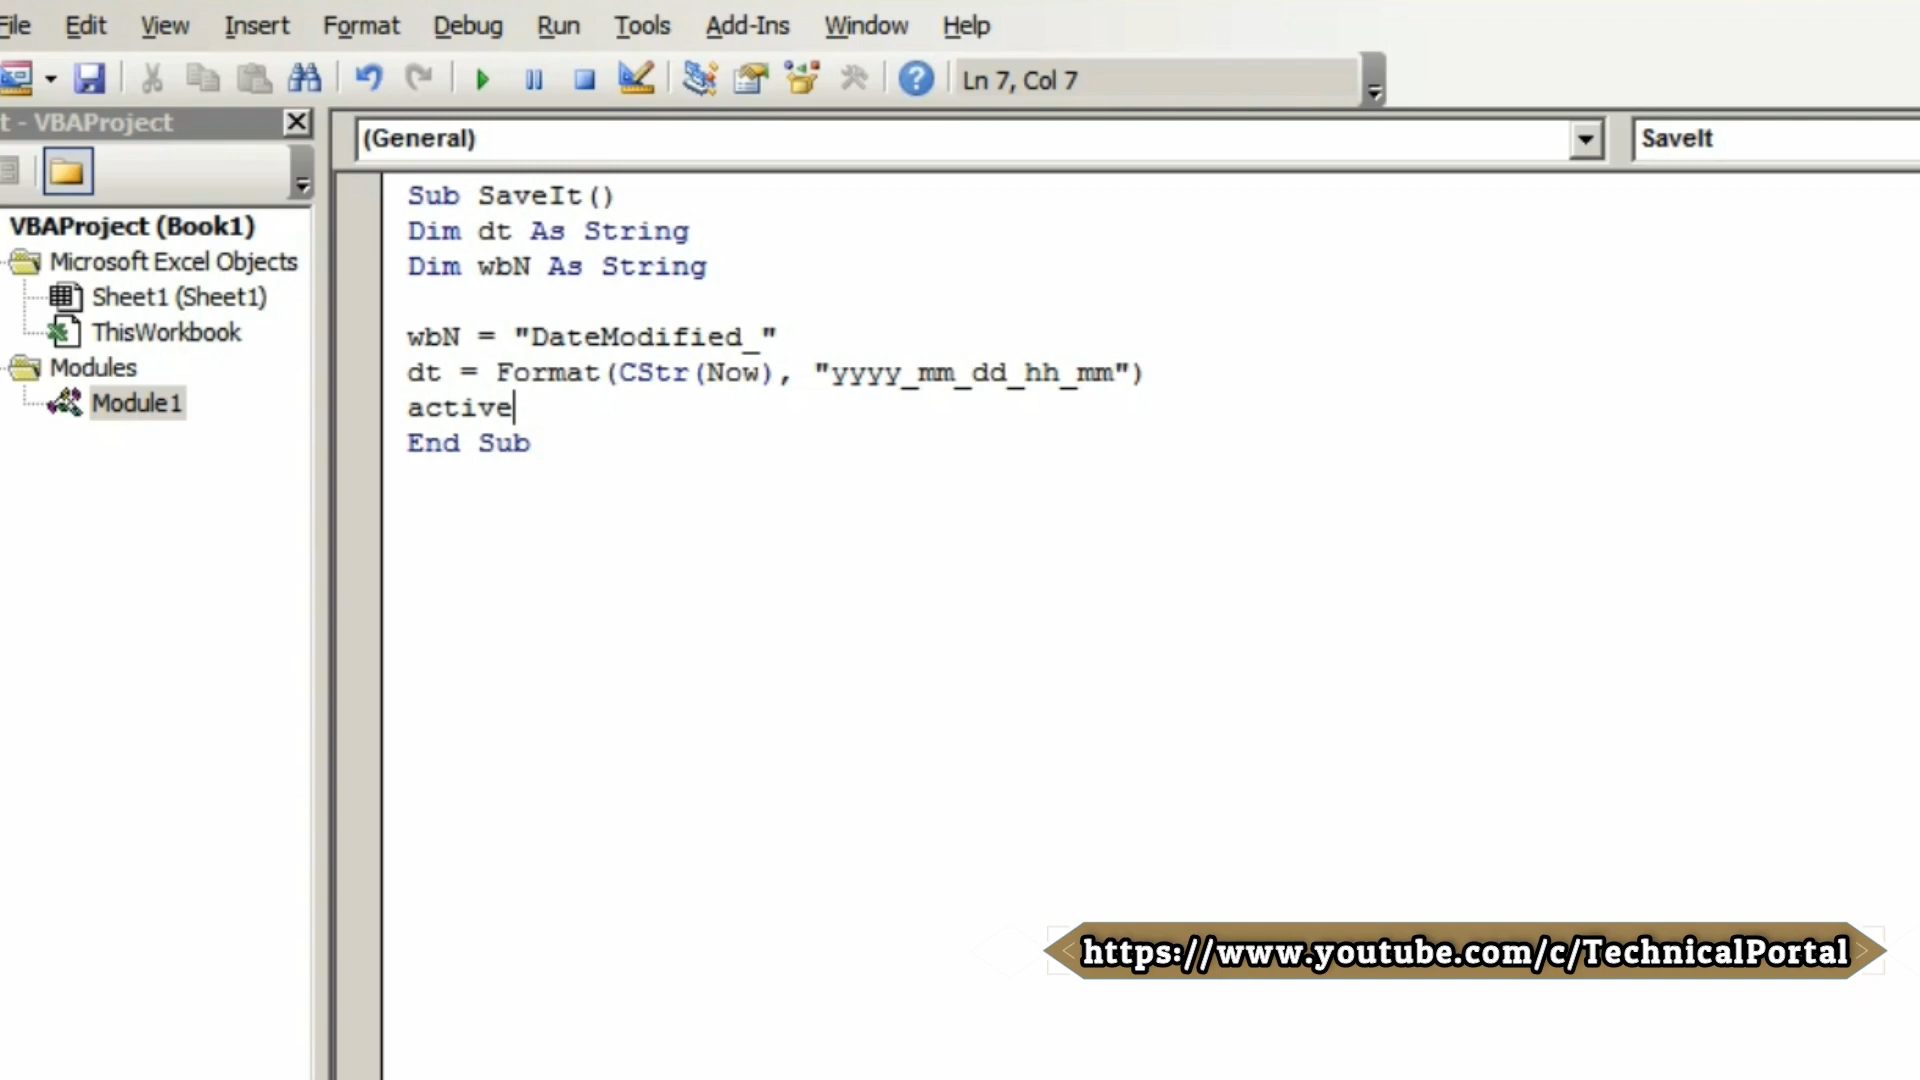 File Edit View Insert Format Debug Run Tools Add-Ins Window Help
Ln 7, Col 7
t - VBAProject
(General)
SaveIt
VBAProject (Book1)
Microsoft Excel Objects
Sheet1 (Sheet1)
ThisWorkbook
Modules
Module1
Sub SaveIt()
Dim dt As String
Dim wbN As String
wbN = "DateModified_"
dt = Format(CStr(Now), "yyyy_mm_dd_hh_mm")
active
End Sub
https://www.youtube.com/c/TechnicalPortal